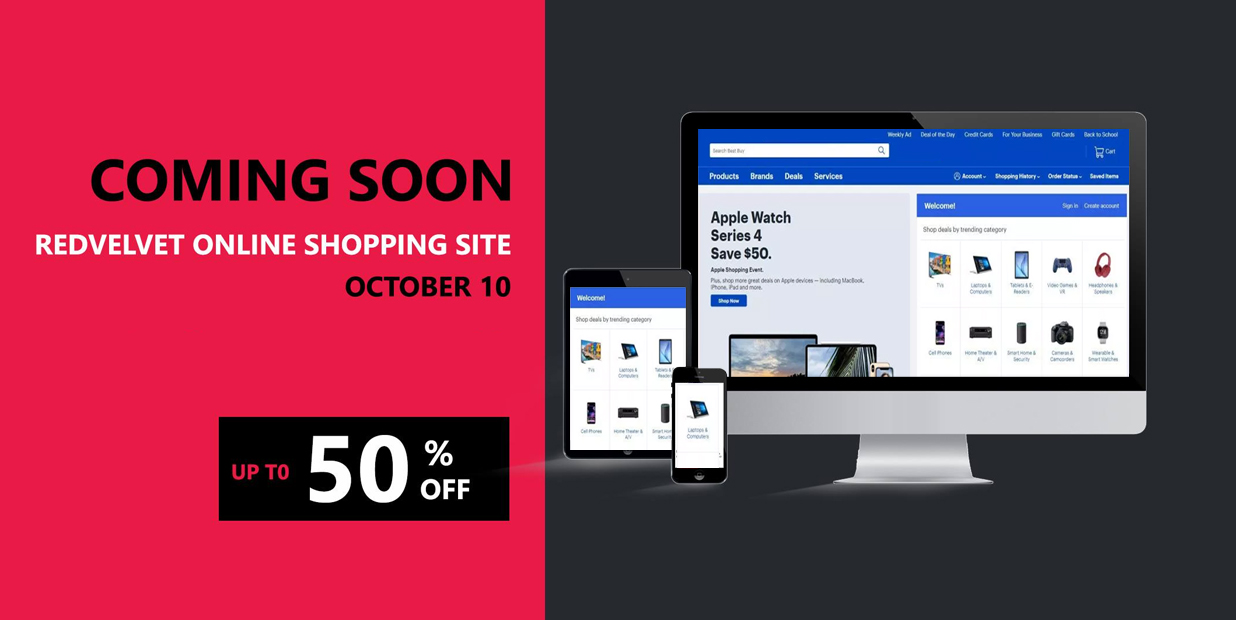 COMING SOON
REDVELVET ONLINE SHOPPING SITE
OCTOBER 10
UP T0 50 % OFF
Weekly Ad Deal of the Day Credit Cards For Your Business Gift Cards Back to School
Search Best Buy
Cart
Products Brands Deals Services Account Shopping History Order Status Saved Items
Apple Watch
Series 4
Save $50.
Apple Shopping Event.
Plus, shop more great deals on Apple devices — including MacBook,
iPhone, iPad and more.
Shop Now
Welcome! Sign In Create account
Shop deals by trending category
TVs
Laptops &
Computers
Tablets & E-
Readers
Video Games &
VR
Headphones &
Speakers
Cell Phones
Home Theater &
A/V
Smart Home &
Security
Cameras &
Camcorders
Wearable &
Smart Watches
Welcome!
Shop deals by trending category
TVs
Laptops &
Computers
Tablets &
Readers
Cell Phones
Home Theater &
A/V
Smart Hom
Securit
Laptops &
Computers